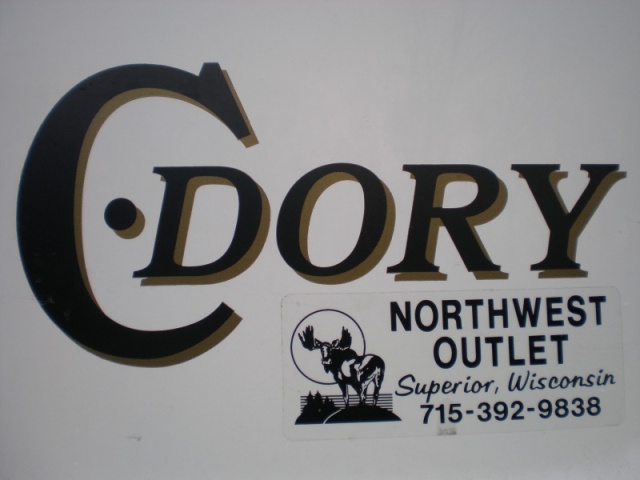 C·DORY
NORTHWEST
OUTLET
Superior, Wisconsin
715-392-9838